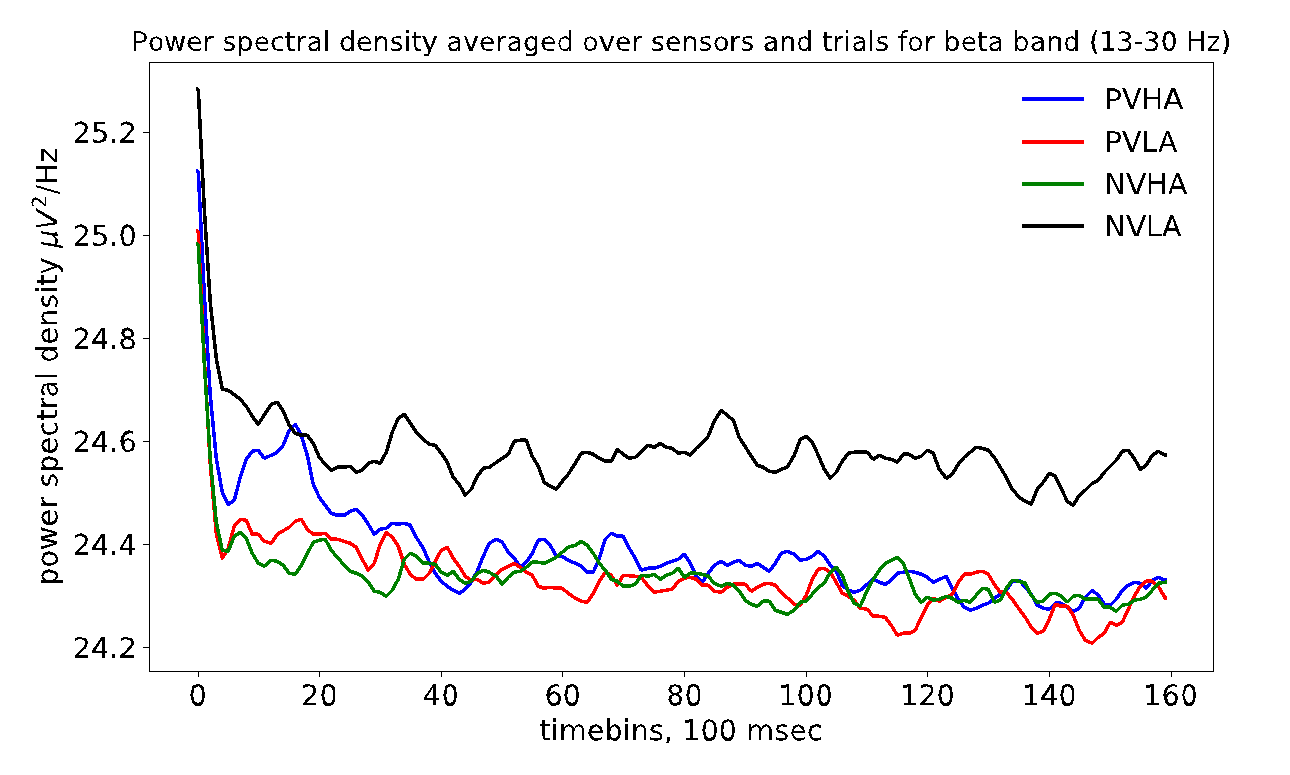 Power spectral density averaged over sensors and trials for beta band (13-30 Hz)
power spectral density μV²/Hz
25.2
25.0
24.8
24.6
24.4
24.2
PVHA
PVLA
NVHA
NVLA
0 20 40 60 80 100 120 140 160
timebins, 100 msec